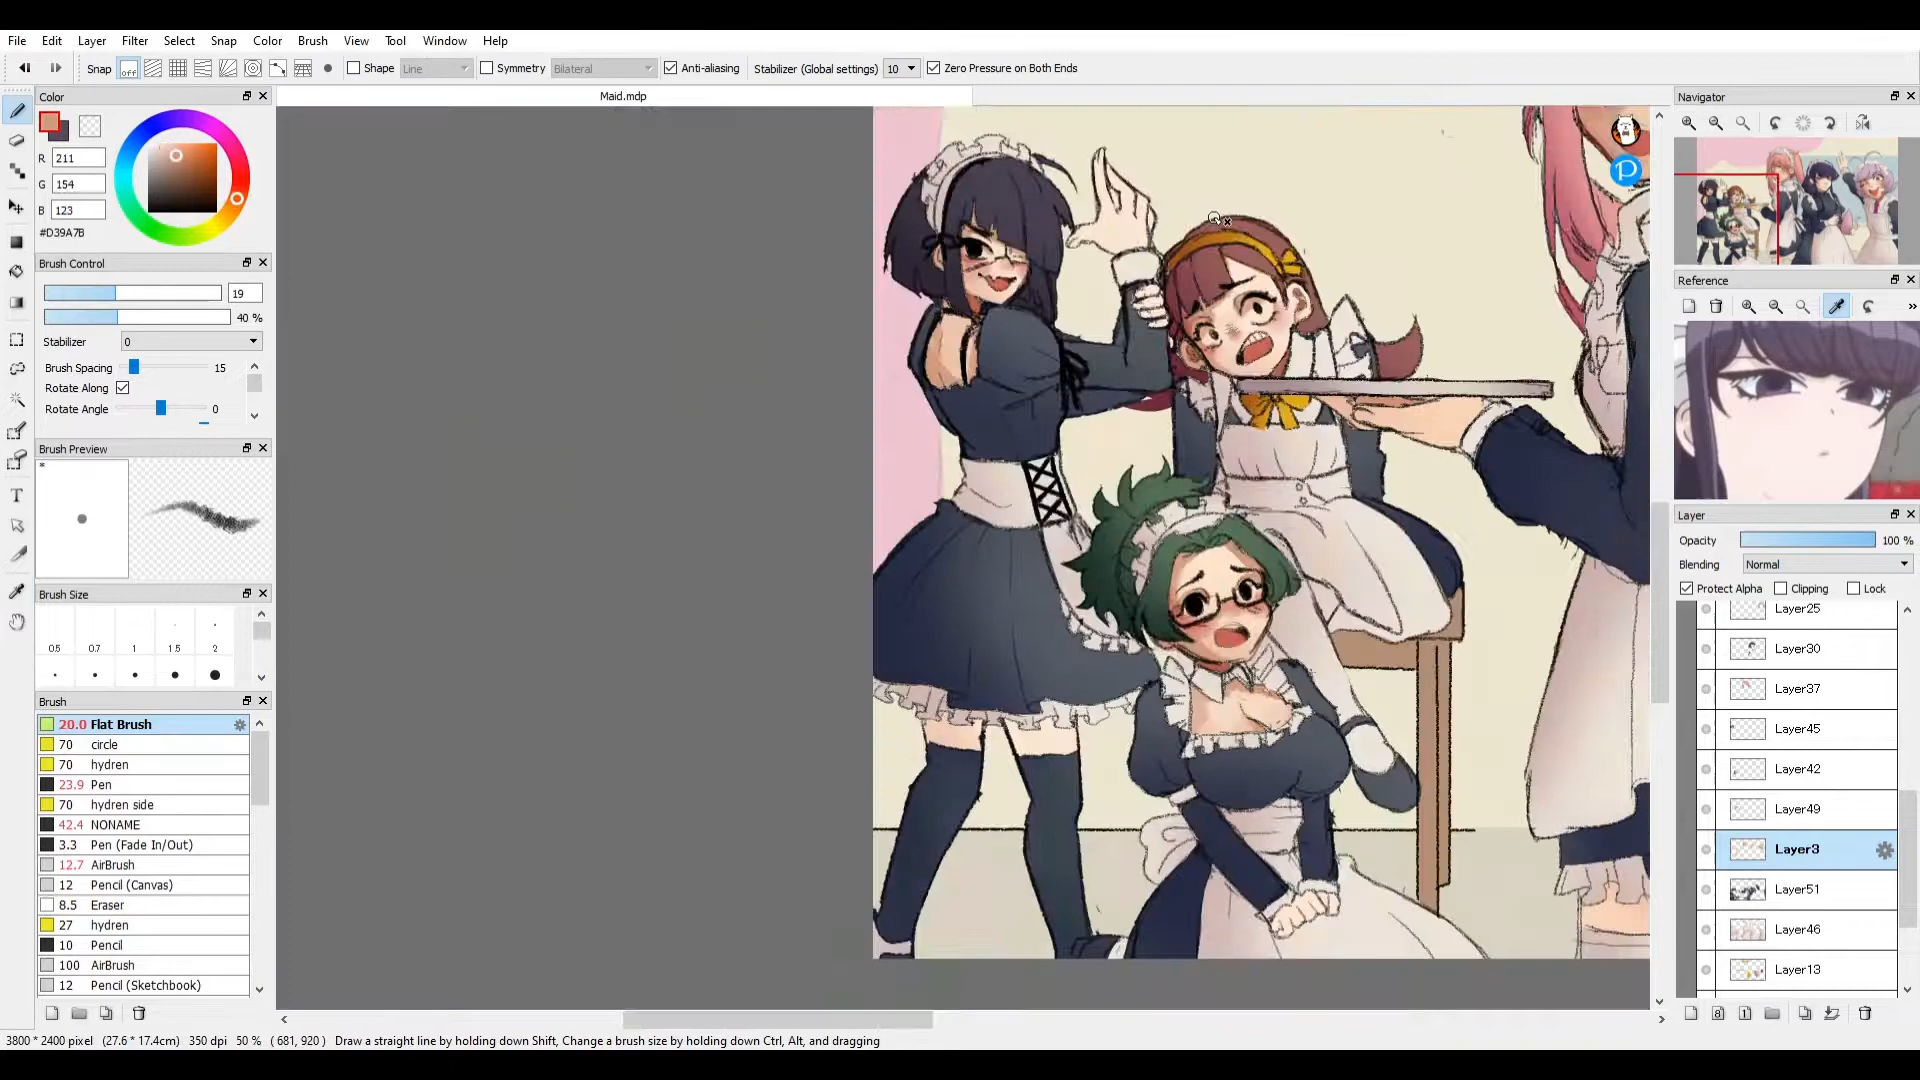 File Edit Layer Filter Select Snap Color Brush View Tool Window Help
Snap off Shape Line Symmetry Bilateral Anti-aliasing Stabilizer (Global settings) 10 Zero Pressure on Both Ends
Color
R 211
G 154
B 123
#D39A7B
Brush Control
19
40 %
Stabilizer 0
Brush Spacing 15
Rotate Along
Rotate Angle 0
Brush Preview
*
Brush Size
0.5 0.7 1 1.5 2
Brush
20.0 Flat Brush
70 circle
70 hydren
23.9 Pen
70 hydren side
42.4 NONAME
3.3 Pen (Fade In/Out)
12.7 AirBrush
12 Pencil (Canvas)
8.5 Eraser
27 hydren
10 Pencil
100 AirBrush
12 Pencil (Sketchbook)
Maid.mdp
P
Navigator
Reference
»
Layer
Opacity 100 %
Blending Normal
Protect Alpha Clipping Lock
Layer25
Layer30
Layer37
Layer45
Layer42
Layer49
Layer3
Layer51
Layer46
Layer13
3800 * 2400 pixel (27.6 * 17.4cm) 350 dpi 50 % ( 681, 920 ) Draw a straight line by holding down Shift, Change a brush size by holding down Ctrl, Alt, and dragging